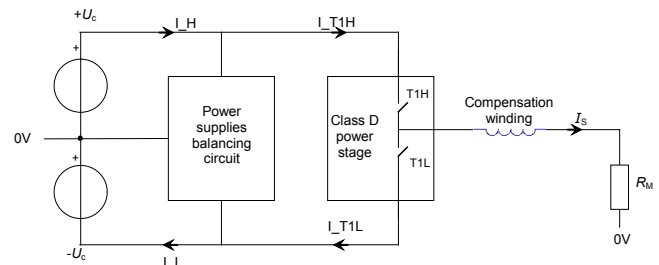 +Uc
I_H
I_T1H
+
Power
supplies
balancing
circuit
Class D
power
stage
T1H
T1L
Compensation
winding
IS
0V
+
RM
0V
I_T1L
-Uc
I_L